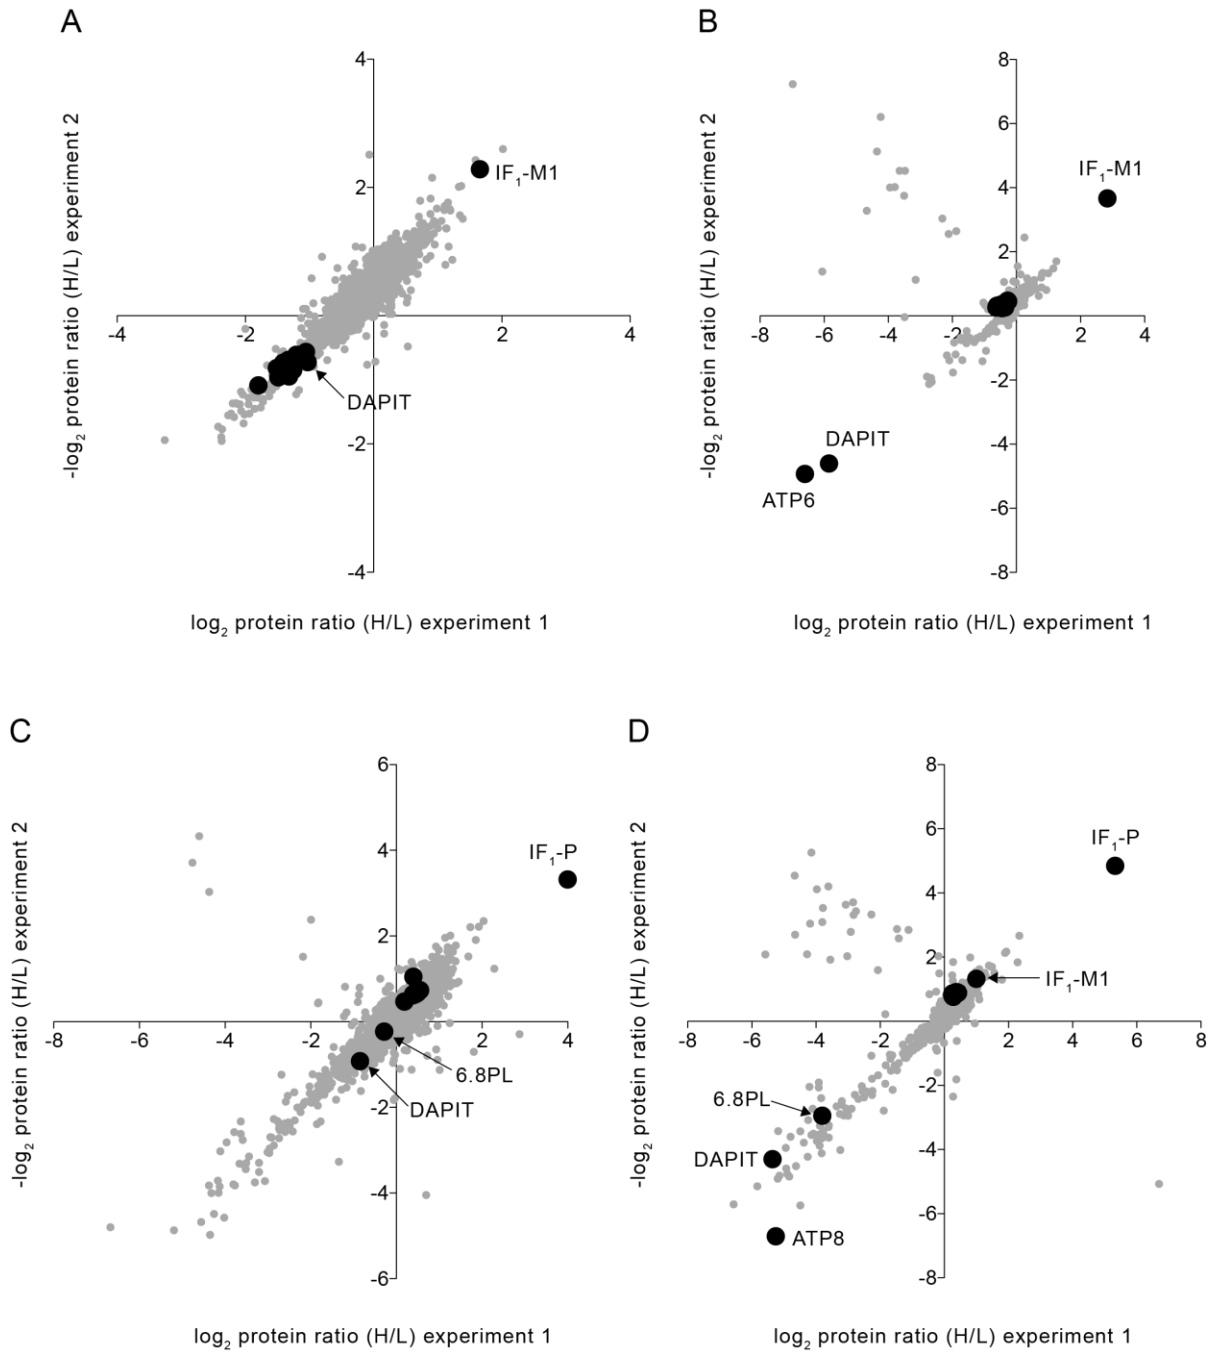 A
B
4
2
-4
-2
2
4
-2
-4
IF₁-M1
DAPIT
-log₂ protein ratio (H/L) experiment 2
log₂ protein ratio (H/L) experiment 1
8
6
4
2
-8
-6
-4
-2
2
4
-2
-4
-6
-8
IF₁-M1
DAPIT
ATP6
-log₂ protein ratio (H/L) experiment 2
log₂ protein ratio (H/L) experiment 1
C
D
6
4
2
-8
-6
-4
-2
2
4
-2
-4
-6
IF₁-P
6.8PL
DAPIT
-log₂ protein ratio (H/L) experiment 2
log₂ protein ratio (H/L) experiment 1
8
6
4
2
-8
-6
-4
-2
2
4
6
8
-2
-4
-6
-8
IF₁-P
IF₁-M1
6.8PL
DAPIT
ATP8
-log₂ protein ratio (H/L) experiment 2
log₂ protein ratio (H/L) experiment 1